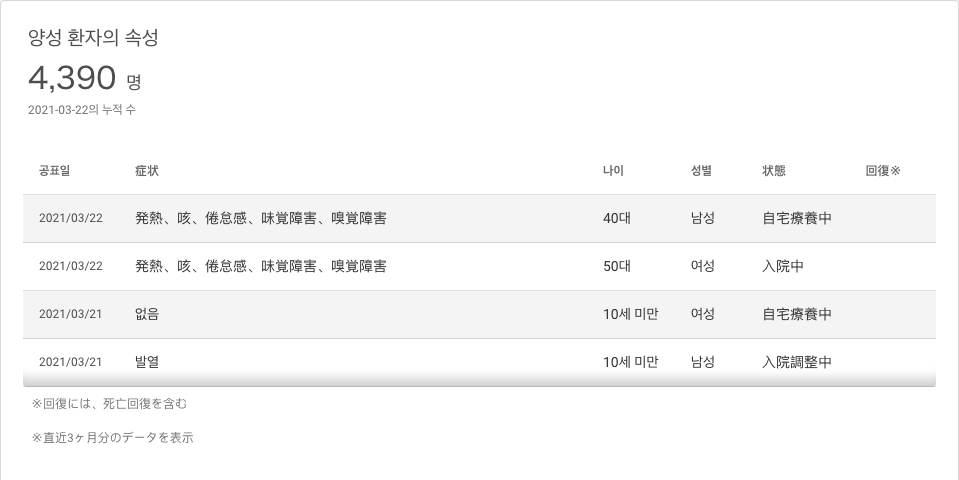 양성 환자의 속성
4,390 명
2021-03-22의 누적 수
공표일 症状 나이 성별 状態 回復※
2021/03/22 発熱、咳、倦怠感、味覚障害、嗅覚障害 40대 남성 自宅療養中
2021/03/22 発熱、咳、倦怠感、味覚障害、嗅覚障害 50대 여성 入院中
2021/03/21 없음 10세 미만 여성 自宅療養中
2021/03/21 발열 10세 미만 남성 入院調整中
※回復には、死亡回復を含む
※直近3ヶ月分のデータを表示